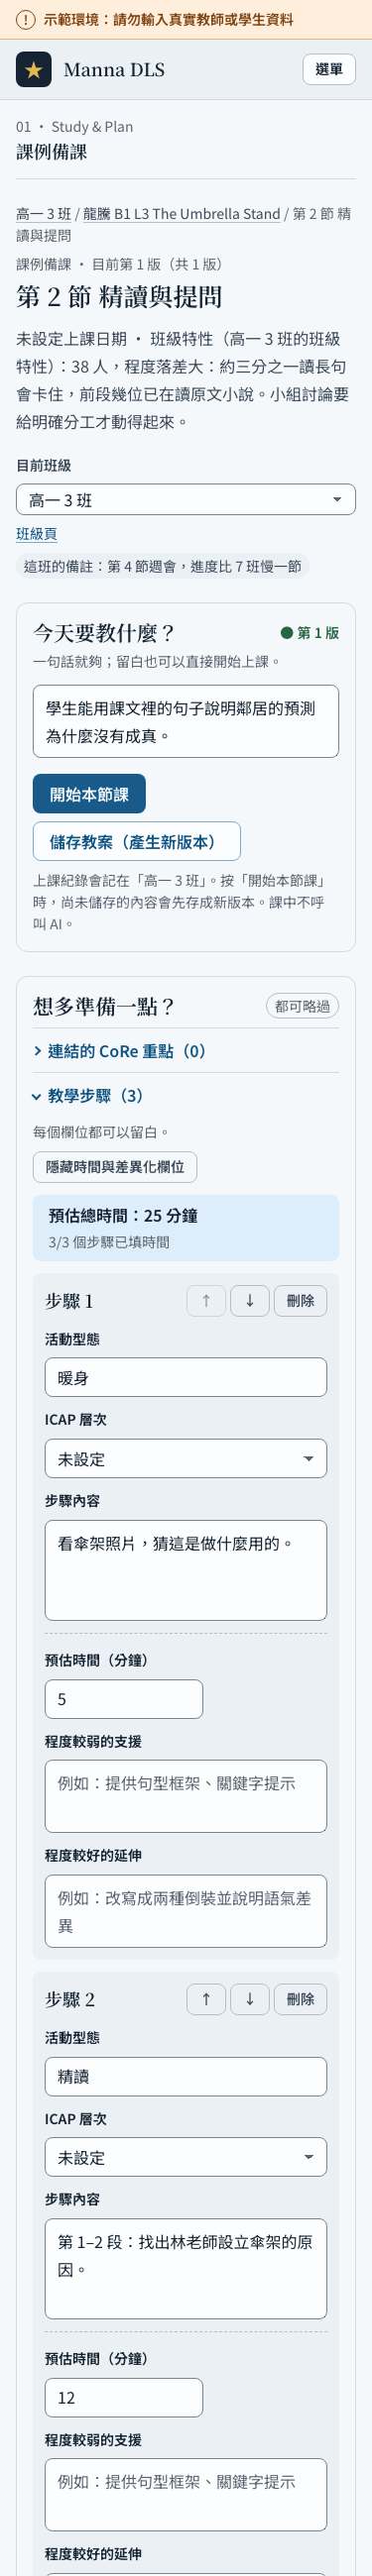 ! 示範環境：請勿輸入真實教師或學生資料
Manna DLS
選單
01 · Study & Plan
課例備課
高一 3 班 / 龍騰 B1 L3 The Umbrella Stand / 第 2 節 精
讀與提問
課例備課 · 目前第 1 版（共 1 版）
第 2 節 精讀與提問
未設定上課日期 · 班級特性（高一 3 班的班級
特性）：38 人，程度落差大：約三分之一讀長句
會卡住，前段幾位已在讀原文小說。小組討論要
給明確分工才動得起來。
目前班級
高一 3 班
班級頁
這班的備註：第 4 節週會，進度比 7 班慢一節
今天要教什麼？
● 第 1 版
一句話就夠；留白也可以直接開始上課。
學生能用課文裡的句子說明鄰居的預測
為什麼沒有成真。
開始本節課
儲存教案（產生新版本）
上課紀錄會記在「高一 3 班」。按「開始本節課」
時，尚未儲存的內容會先存成新版本。課中不呼
叫 AI。
想多準備一點？
都可略過
連結的 CoRe 重點（0）
教學步驟（3）
每個欄位都可以留白。
隱藏時間與差異化欄位
預估總時間：25 分鐘
3/3 個步驟已填時間
步驟 1
↑
↓
刪除
活動型態
暖身
ICAP 層次
未設定
步驟內容
看傘架照片，猜這是做什麼用的。
預估時間（分鐘）
5
程度較弱的支援
例如：提供句型框架、關鍵字提示
程度較好的延伸
例如：改寫成兩種倒裝並說明語氣差
異
步驟 2
↑
↓
刪除
活動型態
精讀
ICAP 層次
未設定
步驟內容
第 1–2 段：找出林老師設立傘架的原
因。
預估時間（分鐘）
12
程度較弱的支援
例如：提供句型框架、關鍵字提示
程度較好的延伸